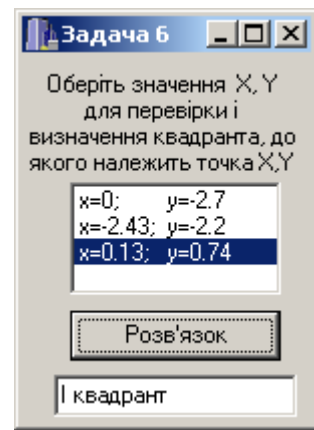 Задача 6
Оберіть значення X, Y
для перевірки і
визначення квадранта, до
якого належить точка X,Y
x=0; y=-2.7
x=-2.43; y=-2.2
x=0.13; y=0.74
Розв'язок
I квадрант